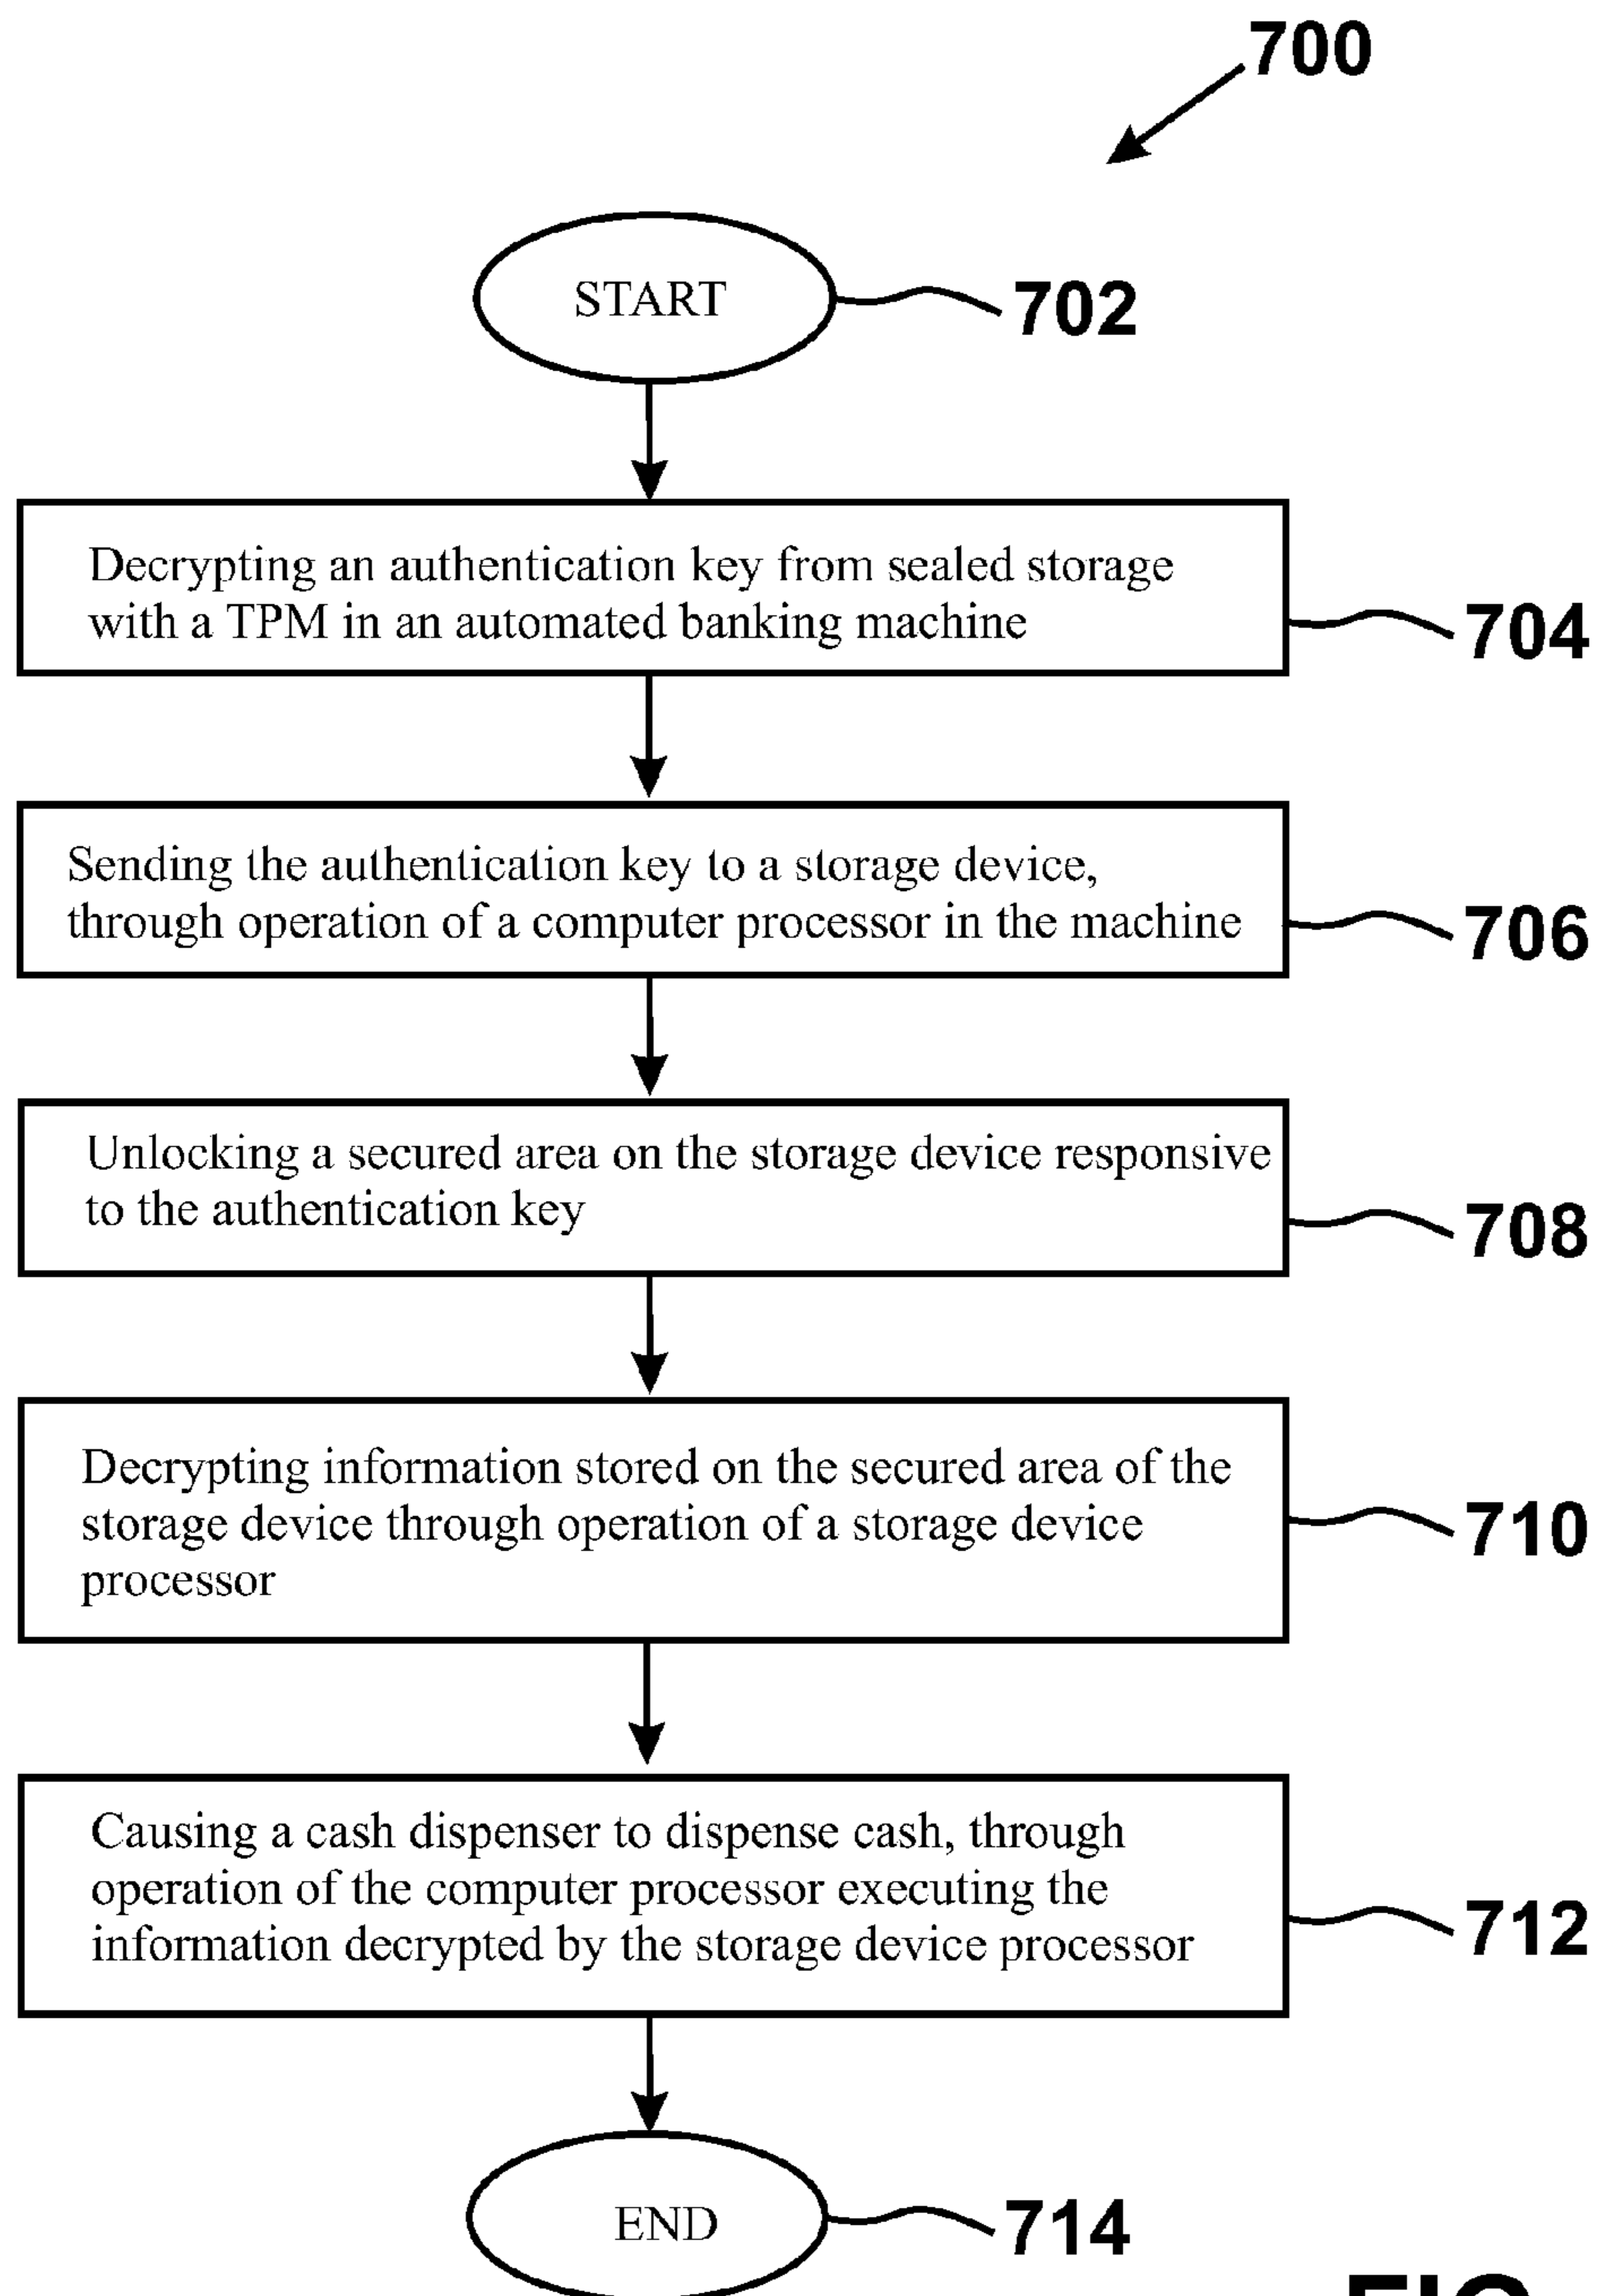 700
START
702
Decrypting an authentication key from sealed storage
with a TPM in an automated banking machine
704
Sending the authentication key to a storage device,
through operation of a computer processor in the machine
706
Unlocking a secured area on the storage device responsive
to the authentication key
708
Decrypting information stored on the secured area of the
storage device through operation of a storage device
processor
710
Causing a cash dispenser to dispense cash, through
operation of the computer processor executing the
information decrypted by the storage device processor
712
END
714